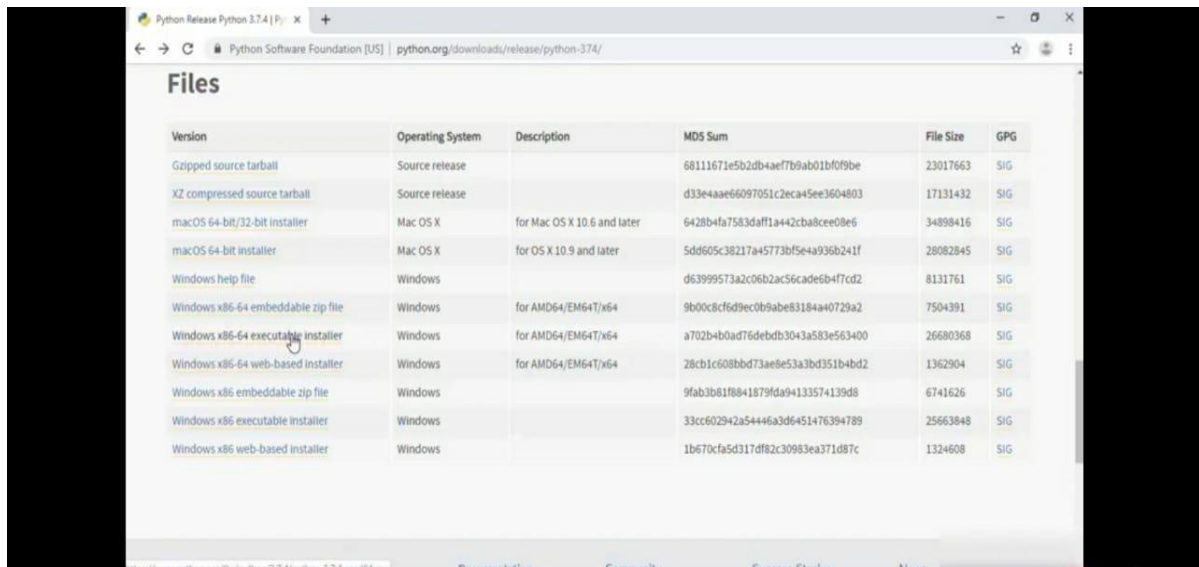 Python Release Python 3.7.4 | Py
Python Software Foundation [US] | python.org/downloads/release/python-374/
Files
Version Operating System Description MD5 Sum File Size GPG
Gzipped source tarball Source release 68111671e5b2db4aef7b9ab01bf0f9be 23017663 SIG
XZ compressed source tarball Source release d33e4aae66097051c2eca45ee3604803 17131432 SIG
macOS 64-bit/32-bit installer Mac OS X for Mac OS X 10.6 and later 6428b4fa7583daff1a442cba8cee08e6 34898416 SIG
macOS 64-bit installer Mac OS X for OS X 10.9 and later 5dd605c38217a45773bf5e4a936b241f 28082845 SIG
Windows help file Windows d63999573a2c06b2ac56cade6b4f7cd2 8131761 SIG
Windows x86-64 embeddable zip file Windows for AMD64/EM64T/x64 9b00c8cf6d9ec0b9abe83184a40729a2 7504391 SIG
Windows x86-64 executable installer Windows for AMD64/EM64T/x64 a702b4b0ad76debdb3043a583e563400 26680368 SIG
Windows x86-64 web-based installer Windows for AMD64/EM64T/x64 28cb1c608bbd73ae8e53a3bd351b4bd2 1362904 SIG
Windows x86 embeddable zip file Windows 9fab3b81f8841879fda94133574139d8 6741626 SIG
Windows x86 executable installer Windows 33cc602942a54446a3d6451476394789 25663848 SIG
Windows x86 web-based installer Windows 1b670cfa5d317df82c30983ea371d87c 1324608 SIG